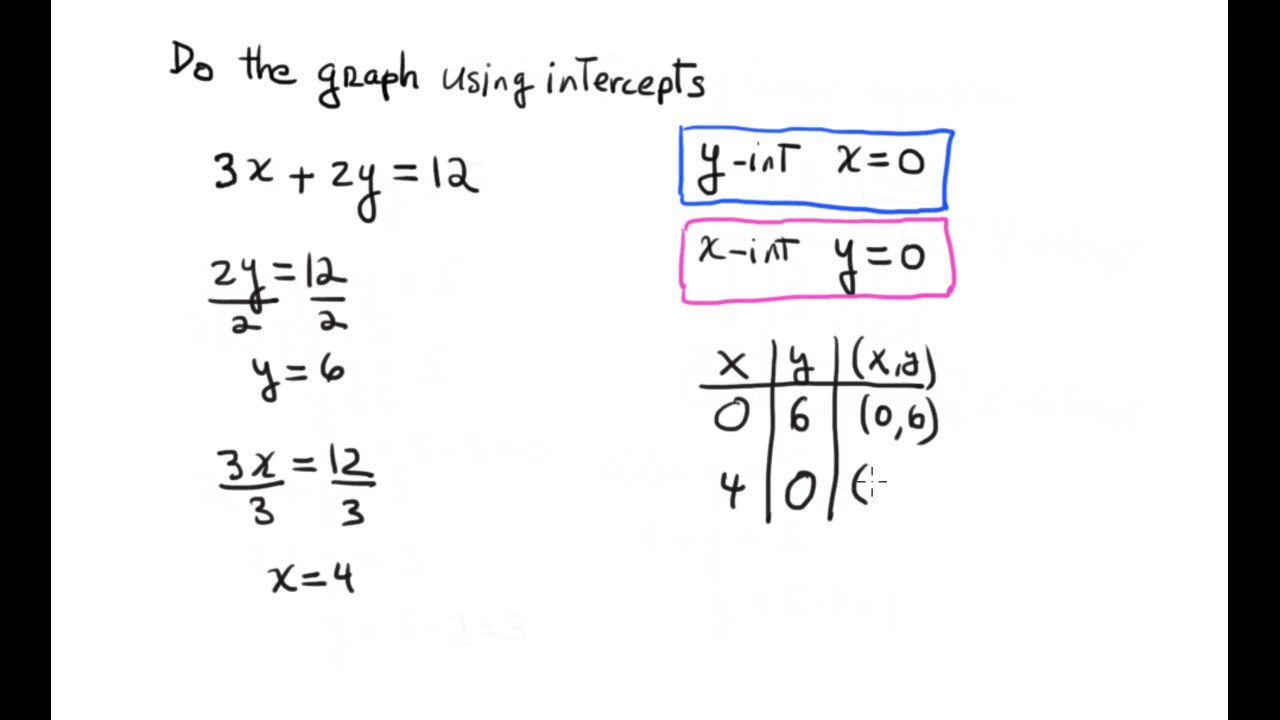 Do the graph using intercepts
3x + 2y = 12
2y = 12
2 2
y = 6
3x = 12
3 3
x = 4
y-int x = 0
x-int y = 0
x y (x,y)
0 6 (0,6)
4 0 (